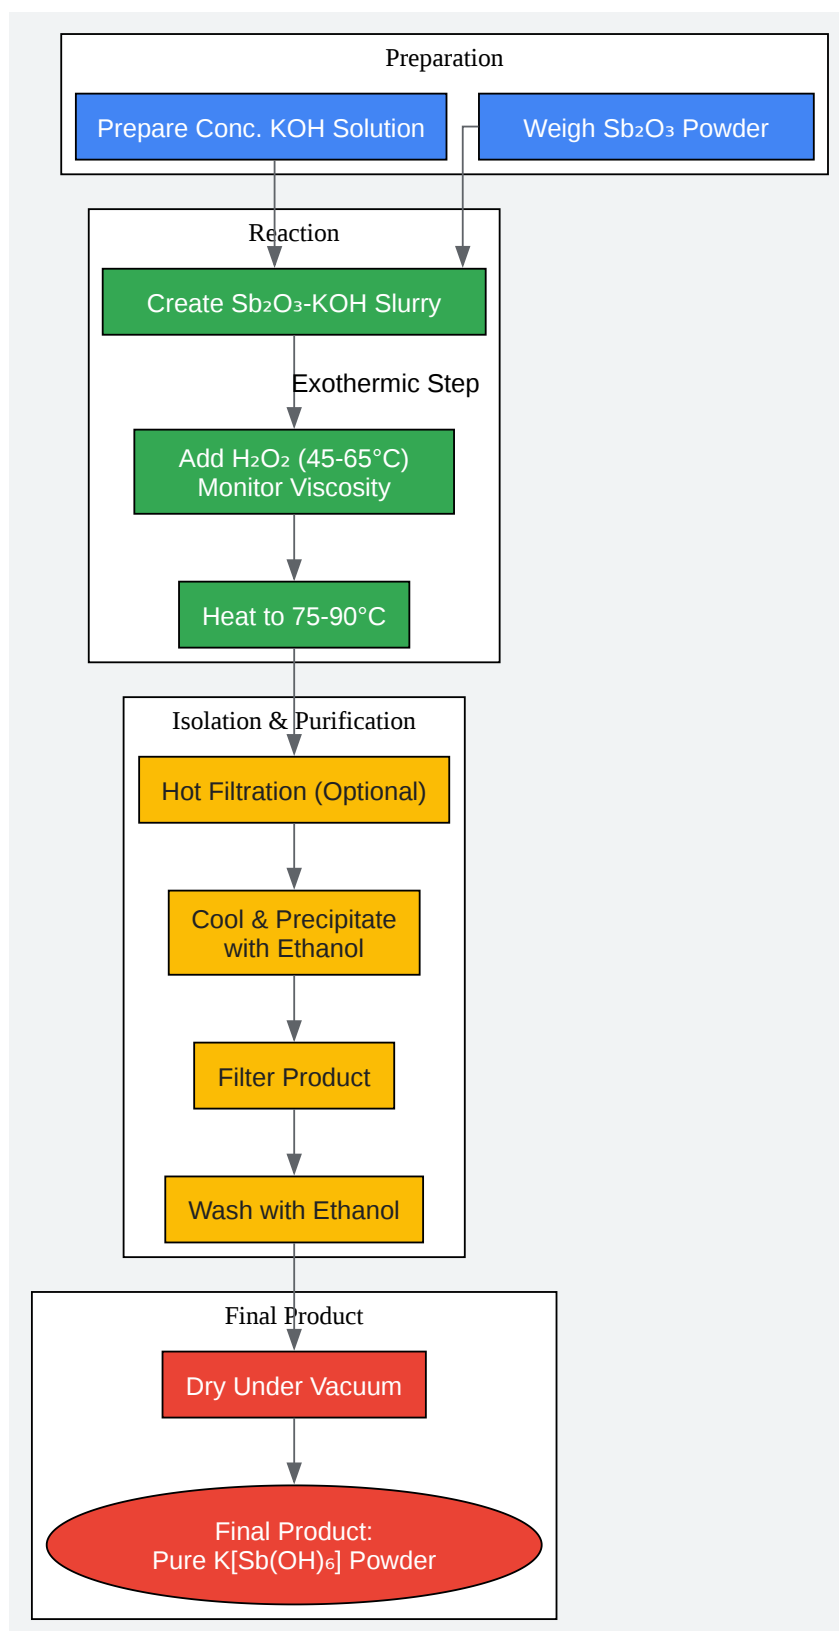 Preparation
Prepare Conc. KOH Solution
Weigh Sb₂O₃ Powder
Reaction
Create Sb₂O₃-KOH Slurry
Exothermic Step
Add H₂O₂ (45-65°C)
Monitor Viscosity
Heat to 75-90°C
Isolation & Purification
Hot Filtration (Optional)
Cool & Precipitate
with Ethanol
Filter Product
Wash with Ethanol
Final Product
Dry Under Vacuum
Final Product:
Pure K[Sb(OH)₆] Powder